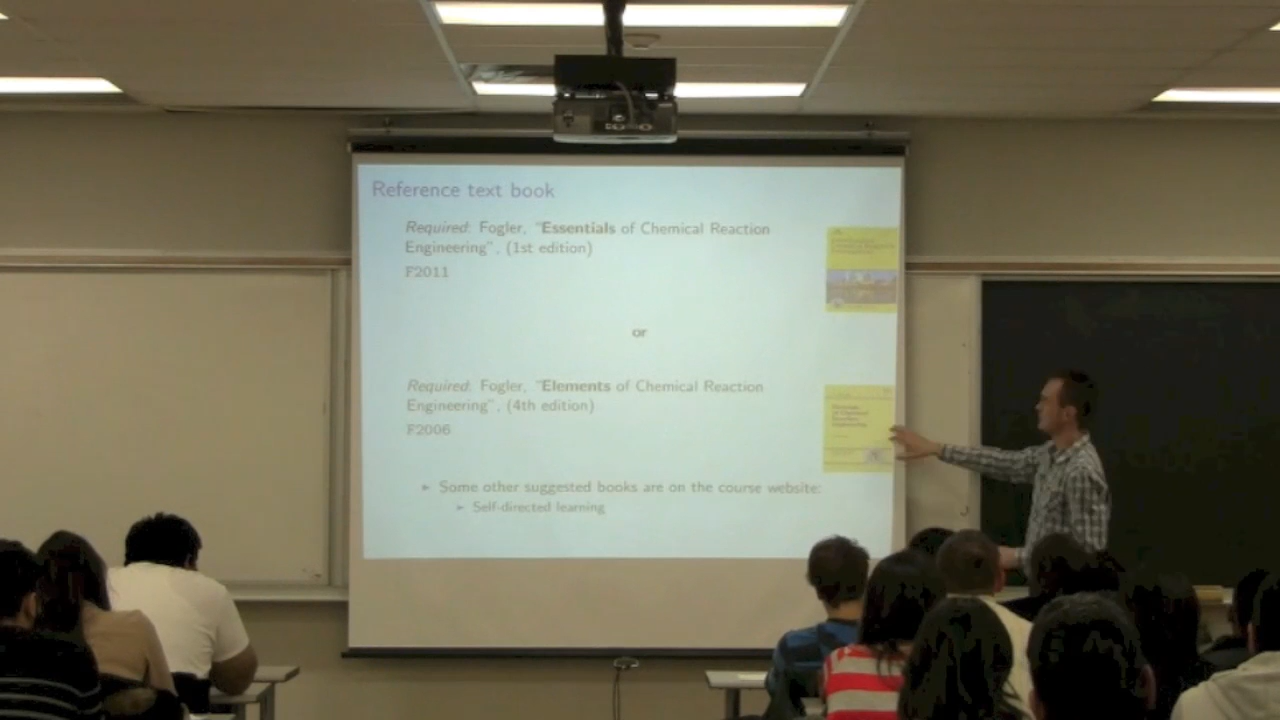 Reference text book
Required: Fogler, "Essentials of Chemical Reaction
Engineering", (1st edition)
F2011
or
Required: Fogler, "Elements of Chemical Reaction
Engineering", (4th edition)
F2006
► Some other suggested books are on the course website:
► Self-directed learning